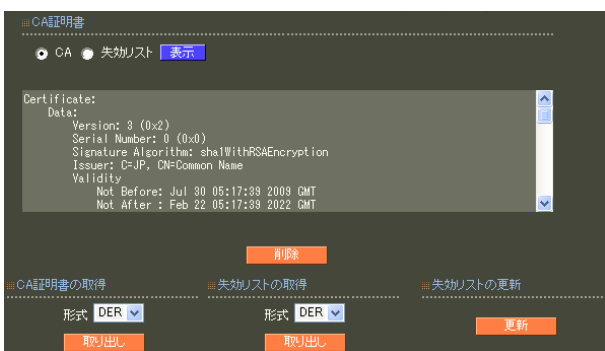 CA証明書
CA 失効リスト 表示
Certificate:
Data:
Version: 3 (0x2)
Serial Number: 0 (0x0)
Signature Algorithm: sha1WithRSAEncryption
Issuer: C=JP, CN=Common Name
Validity
Not Before: Jul 30 05:17:39 2009 GMT
Not After : Feb 22 05:17:39 2022 GMT
削除
CA証明書の取得 失効リストの取得 失効リストの更新
形式 DER 形式 DER
更新
取り出し 取り出し